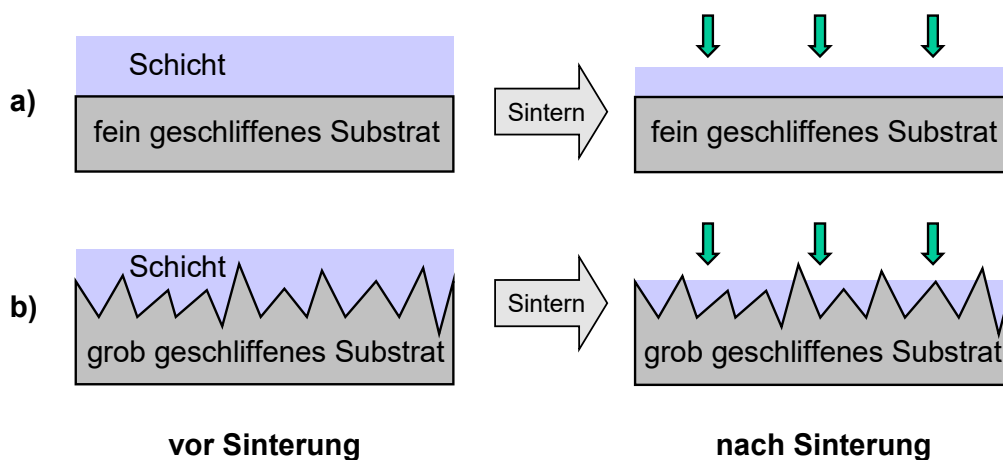 Schicht
a)
fein geschliffenes Substrat
Sintern
fein geschliffenes Substrat
Schicht
b)
grob geschliffenes Substrat
Sintern
grob geschliffenes Substrat
vor Sinterung
nach Sinterung